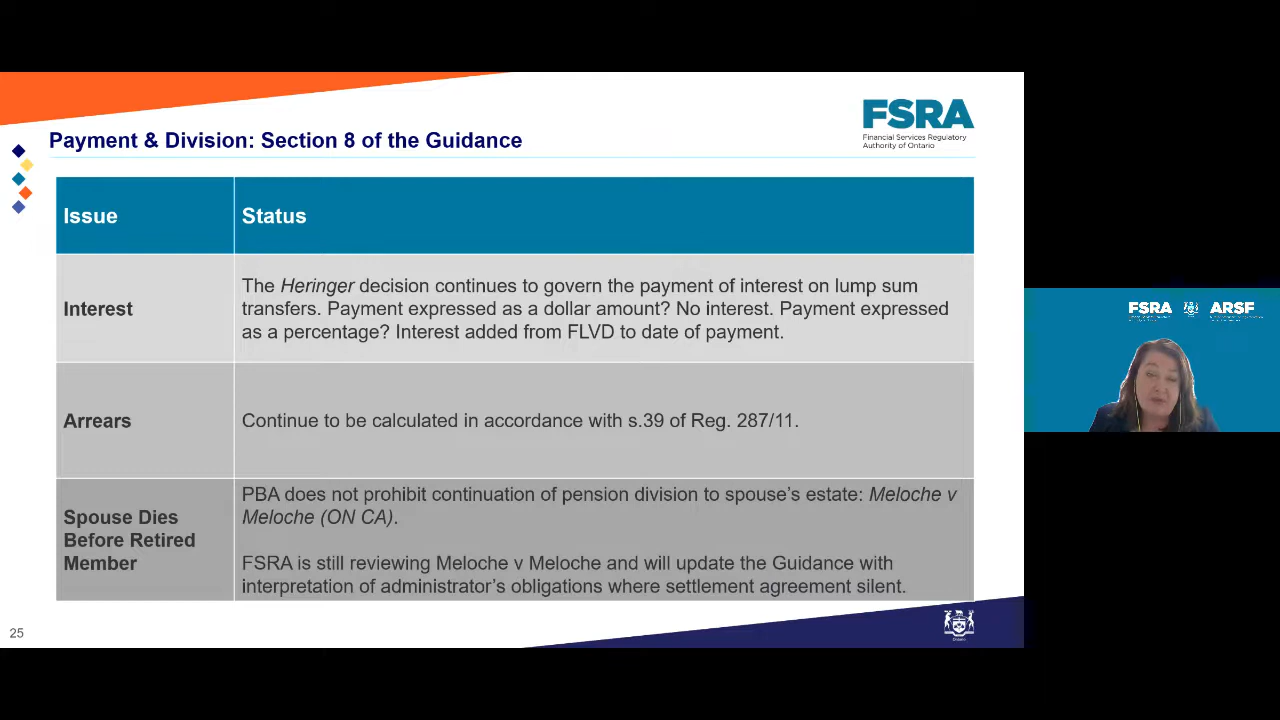 FSRA
Financial Services Regulatory
Authority of Ontario
Payment & Division: Section 8 of the Guidance
Issue
Status
Interest
The Heringer decision continues to govern the payment of interest on lump sum
transfers. Payment expressed as a dollar amount? No interest. Payment expressed
as a percentage? Interest added from FLVD to date of payment.
Arrears
Continue to be calculated in accordance with s.39 of Reg. 287/11.
Spouse Dies
Before Retired
Member
PBA does not prohibit continuation of pension division to spouse’s estate: Meloche v
Meloche (ON CA).
FSRA is still reviewing Meloche v Meloche and will update the Guidance with
interpretation of administrator’s obligations where settlement agreement silent.
25
Ontario
FSRA ARSF